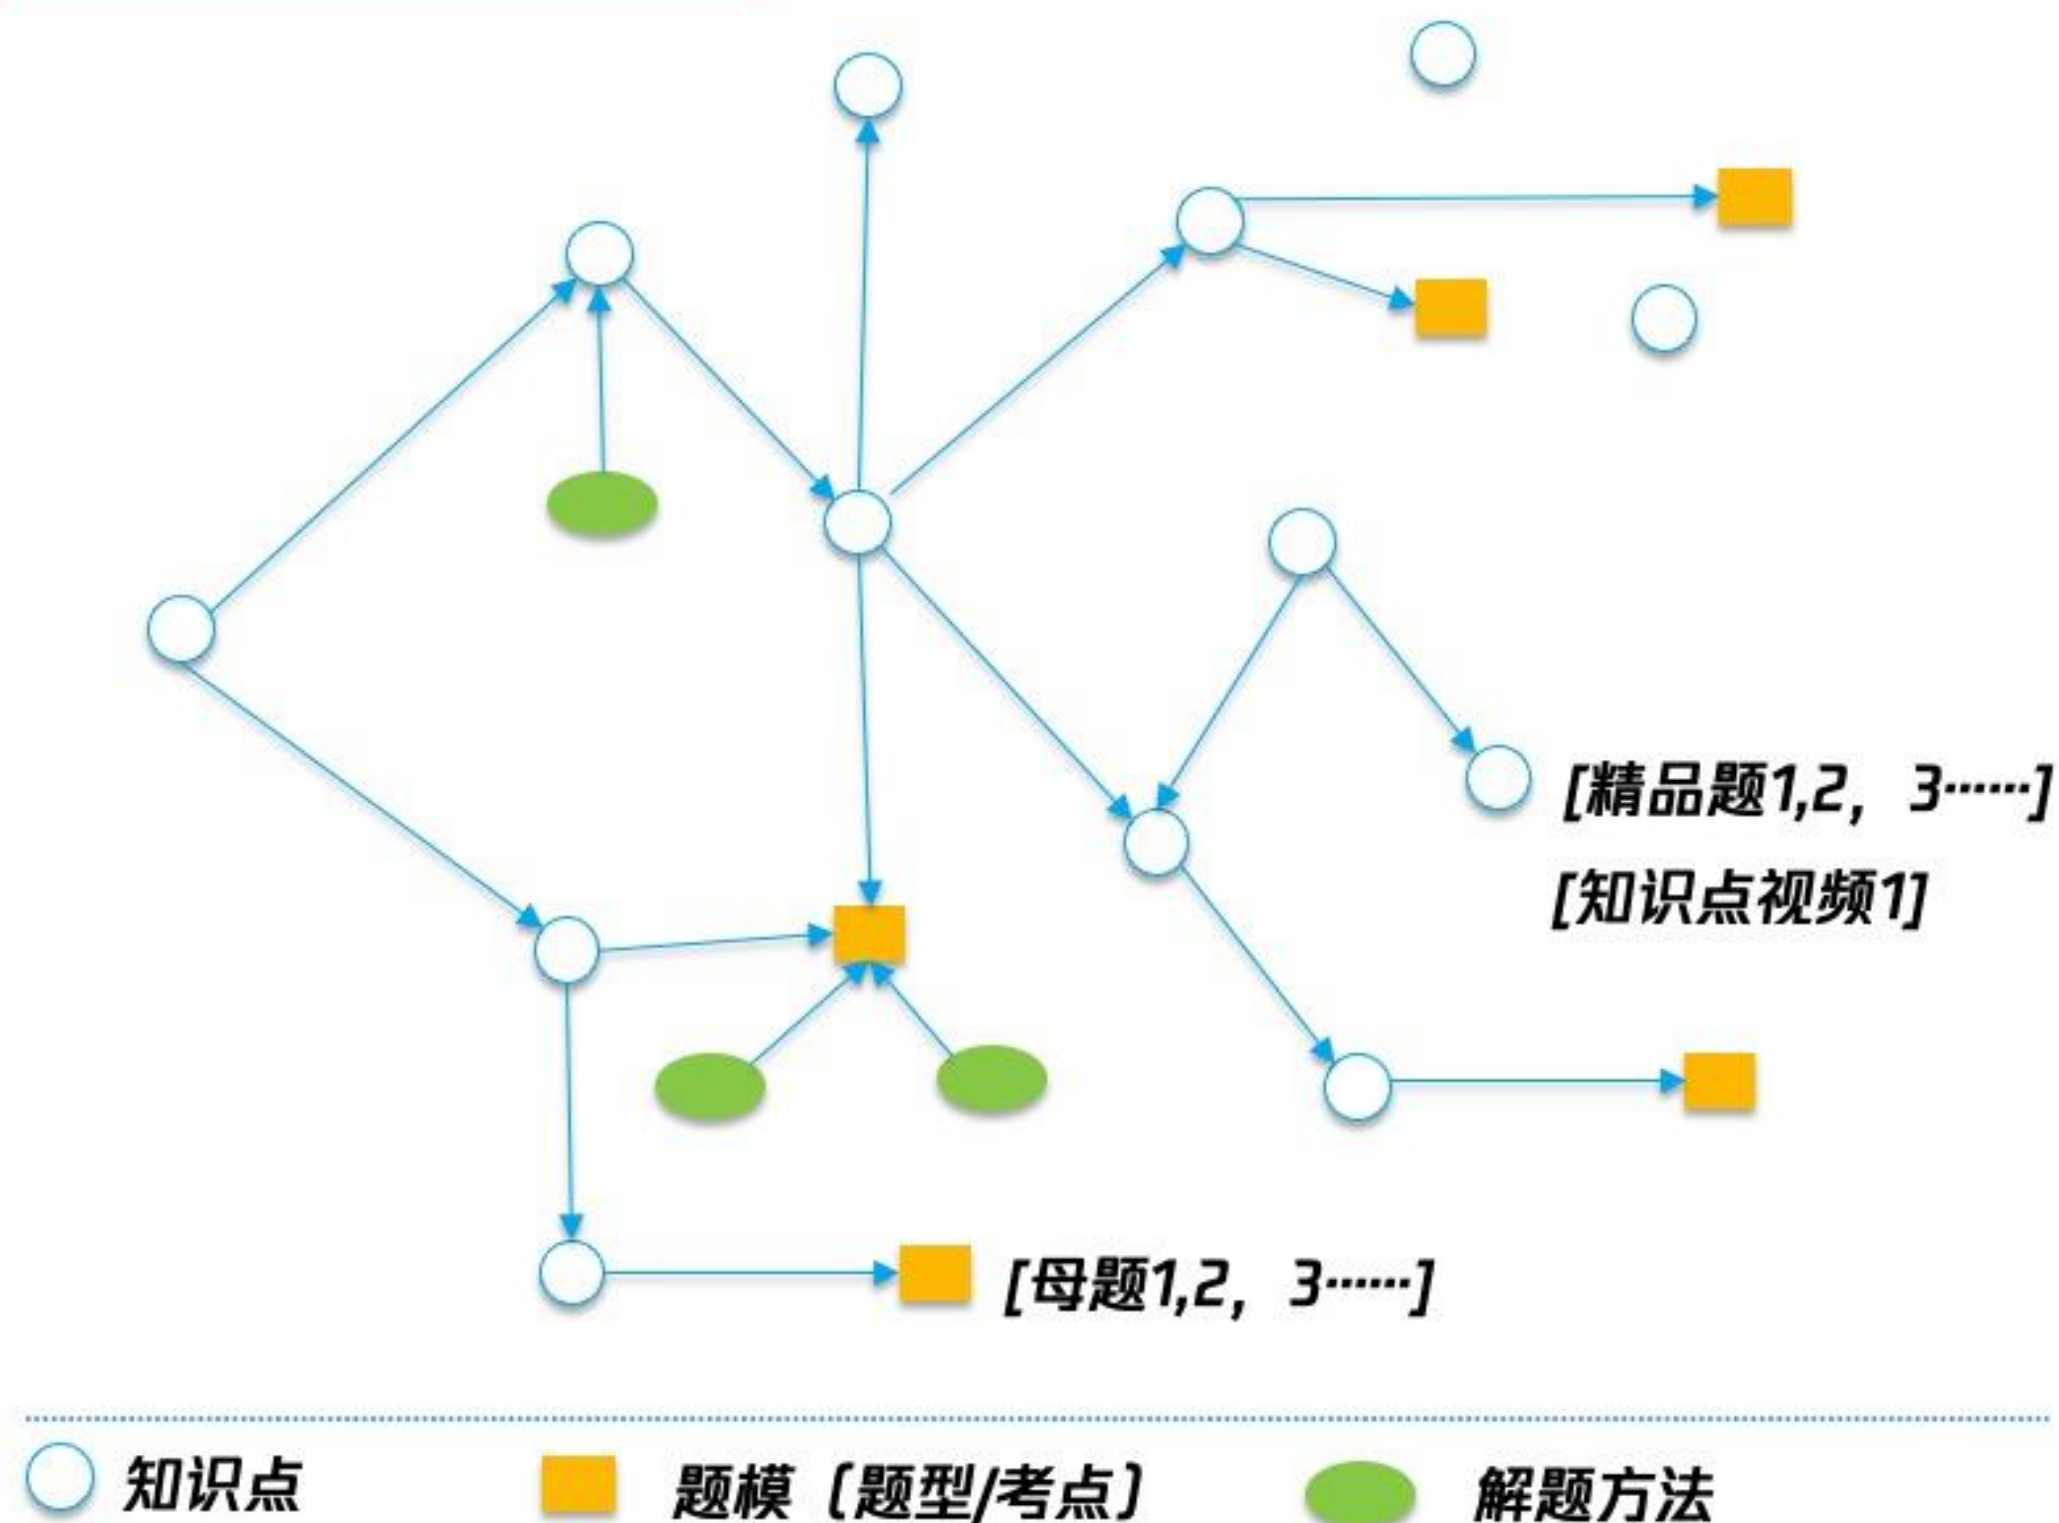 [精品题1,2，3……]
[知识点视频1]
[母题1,2，3……]
知识点
题模（题型/考点）
解题方法